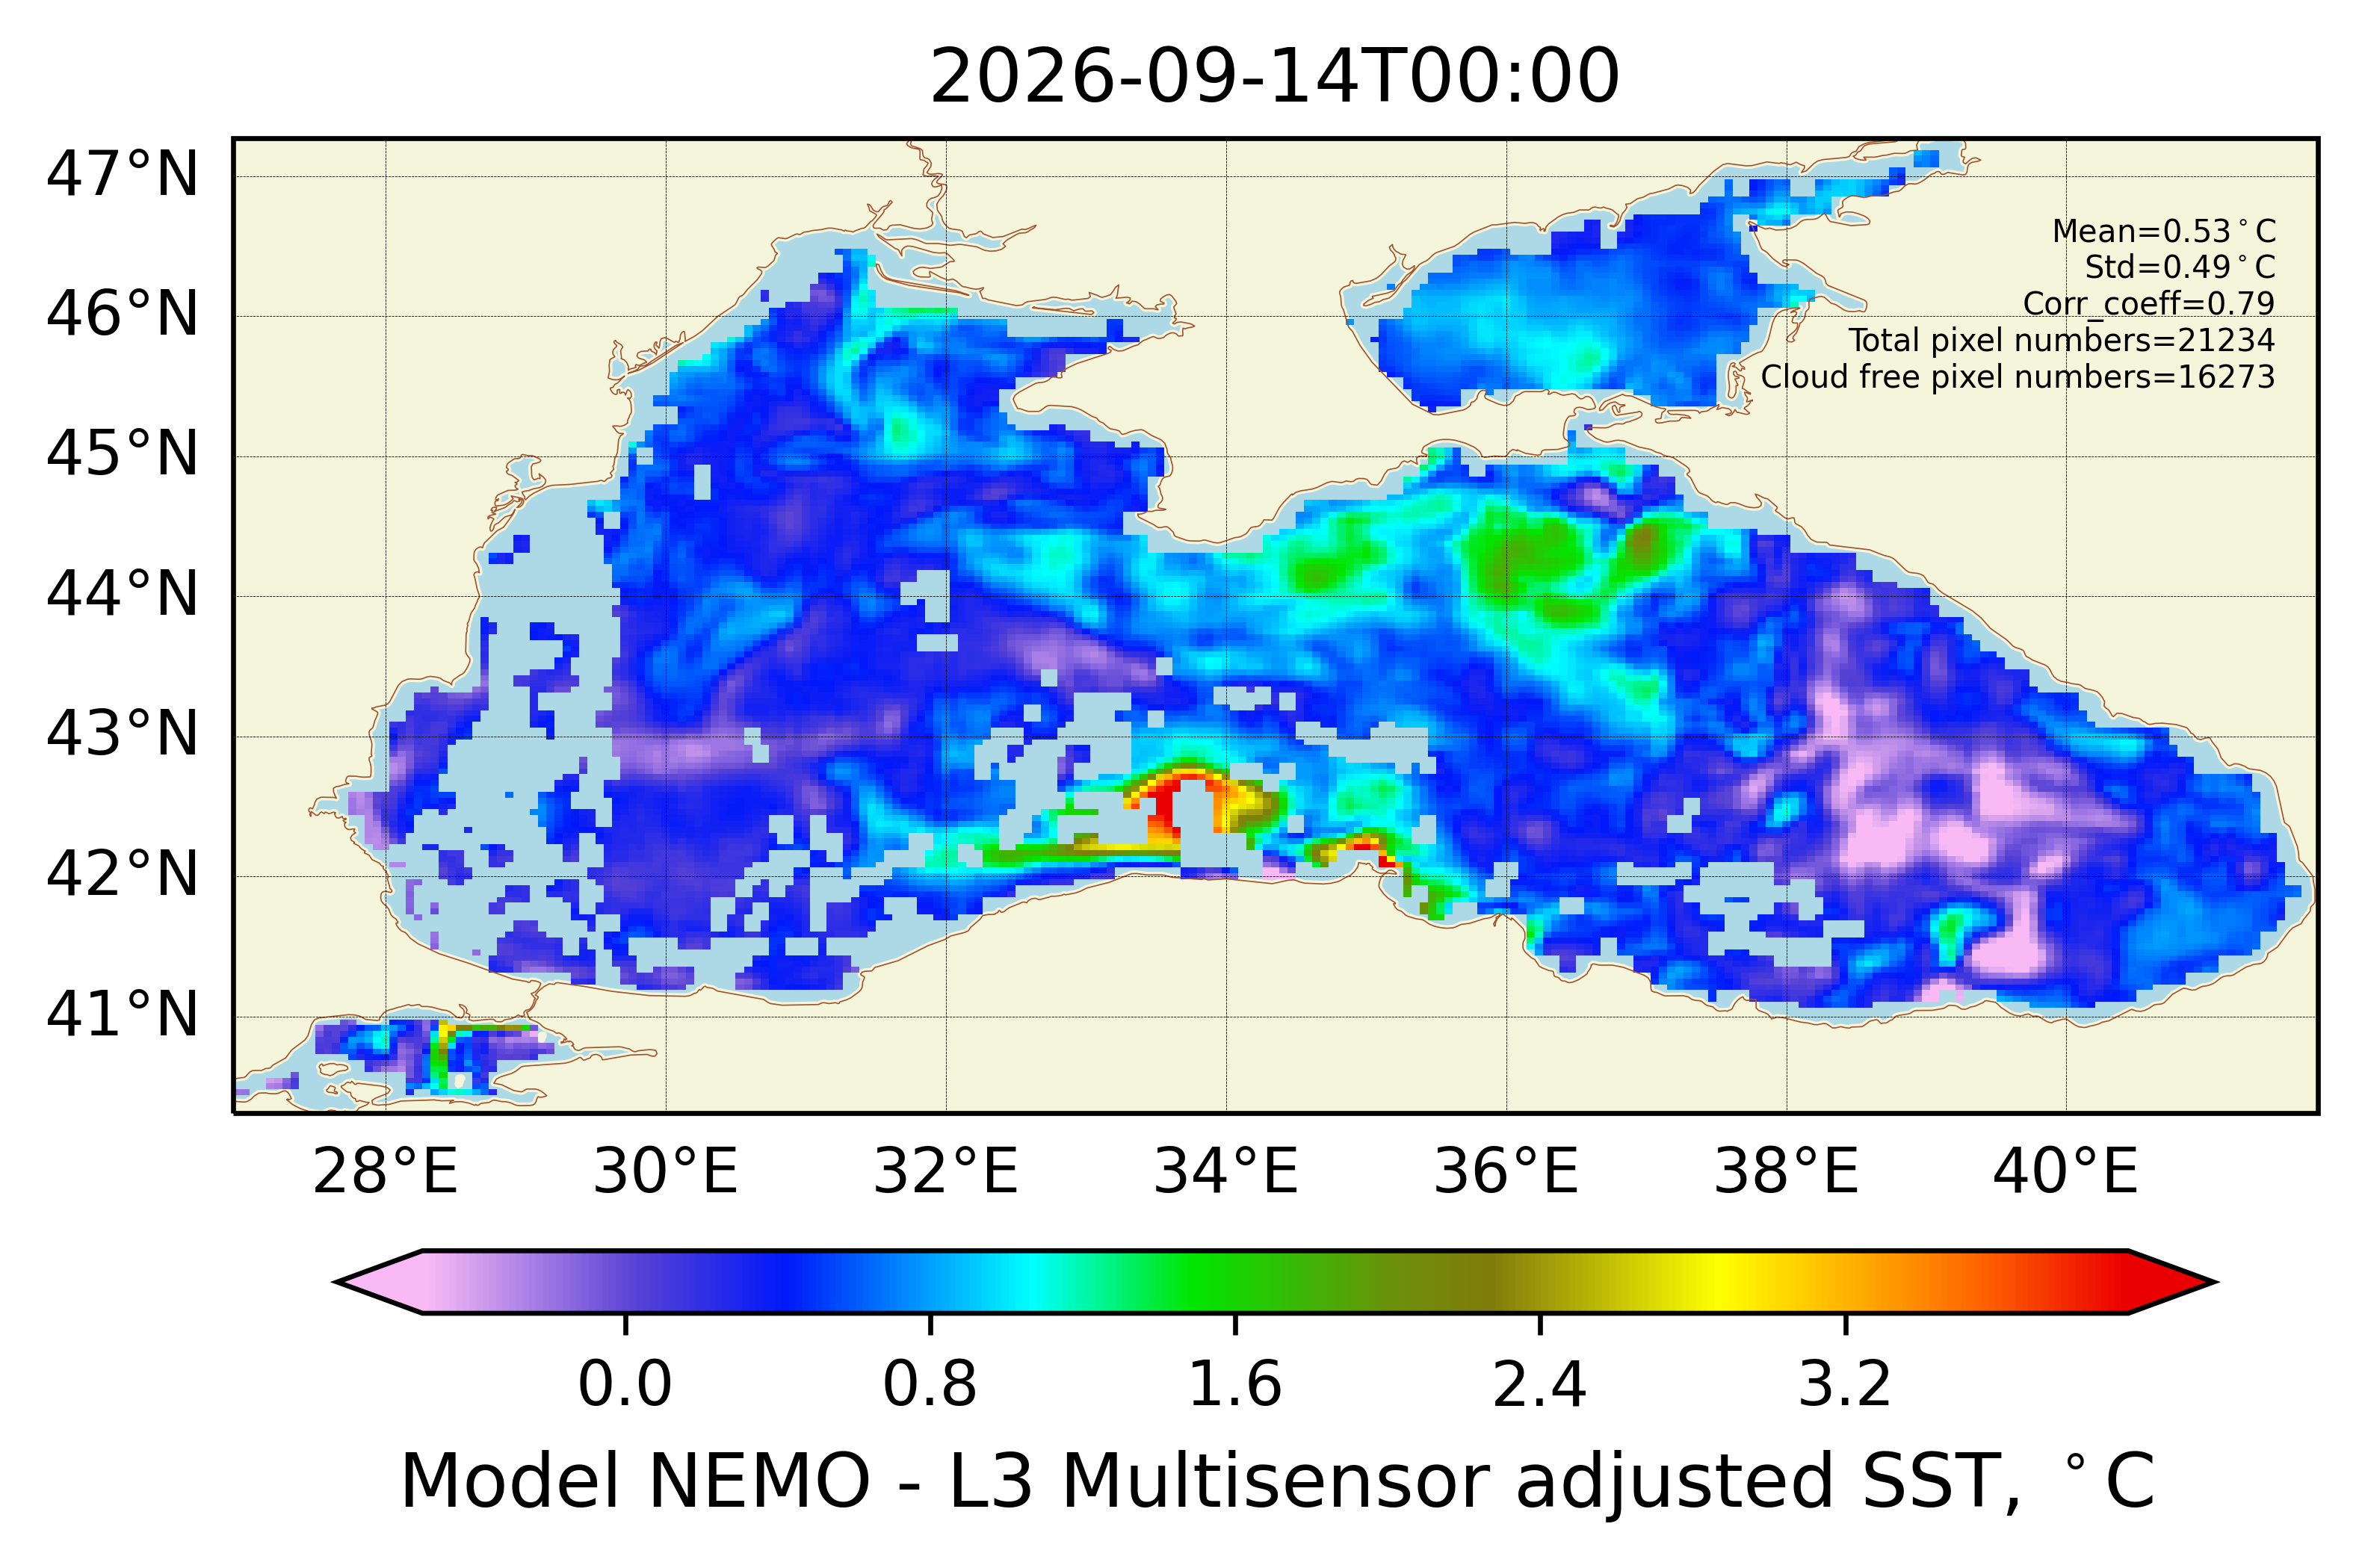 2026-09-14T00:00
47°N
46°N
45°N
44°N
43°N
42°N
41°N
Mean=0.53°C
Std=0.49°C
Corr_coeff=0.79
Total pixel numbers=21234
Cloud free pixel numbers=16273
28°E 30°E 32°E 34°E 36°E 38°E 40°E
0.0 0.8 1.6 2.4 3.2
Model NEMO - L3 Multisensor adjusted SST, °C